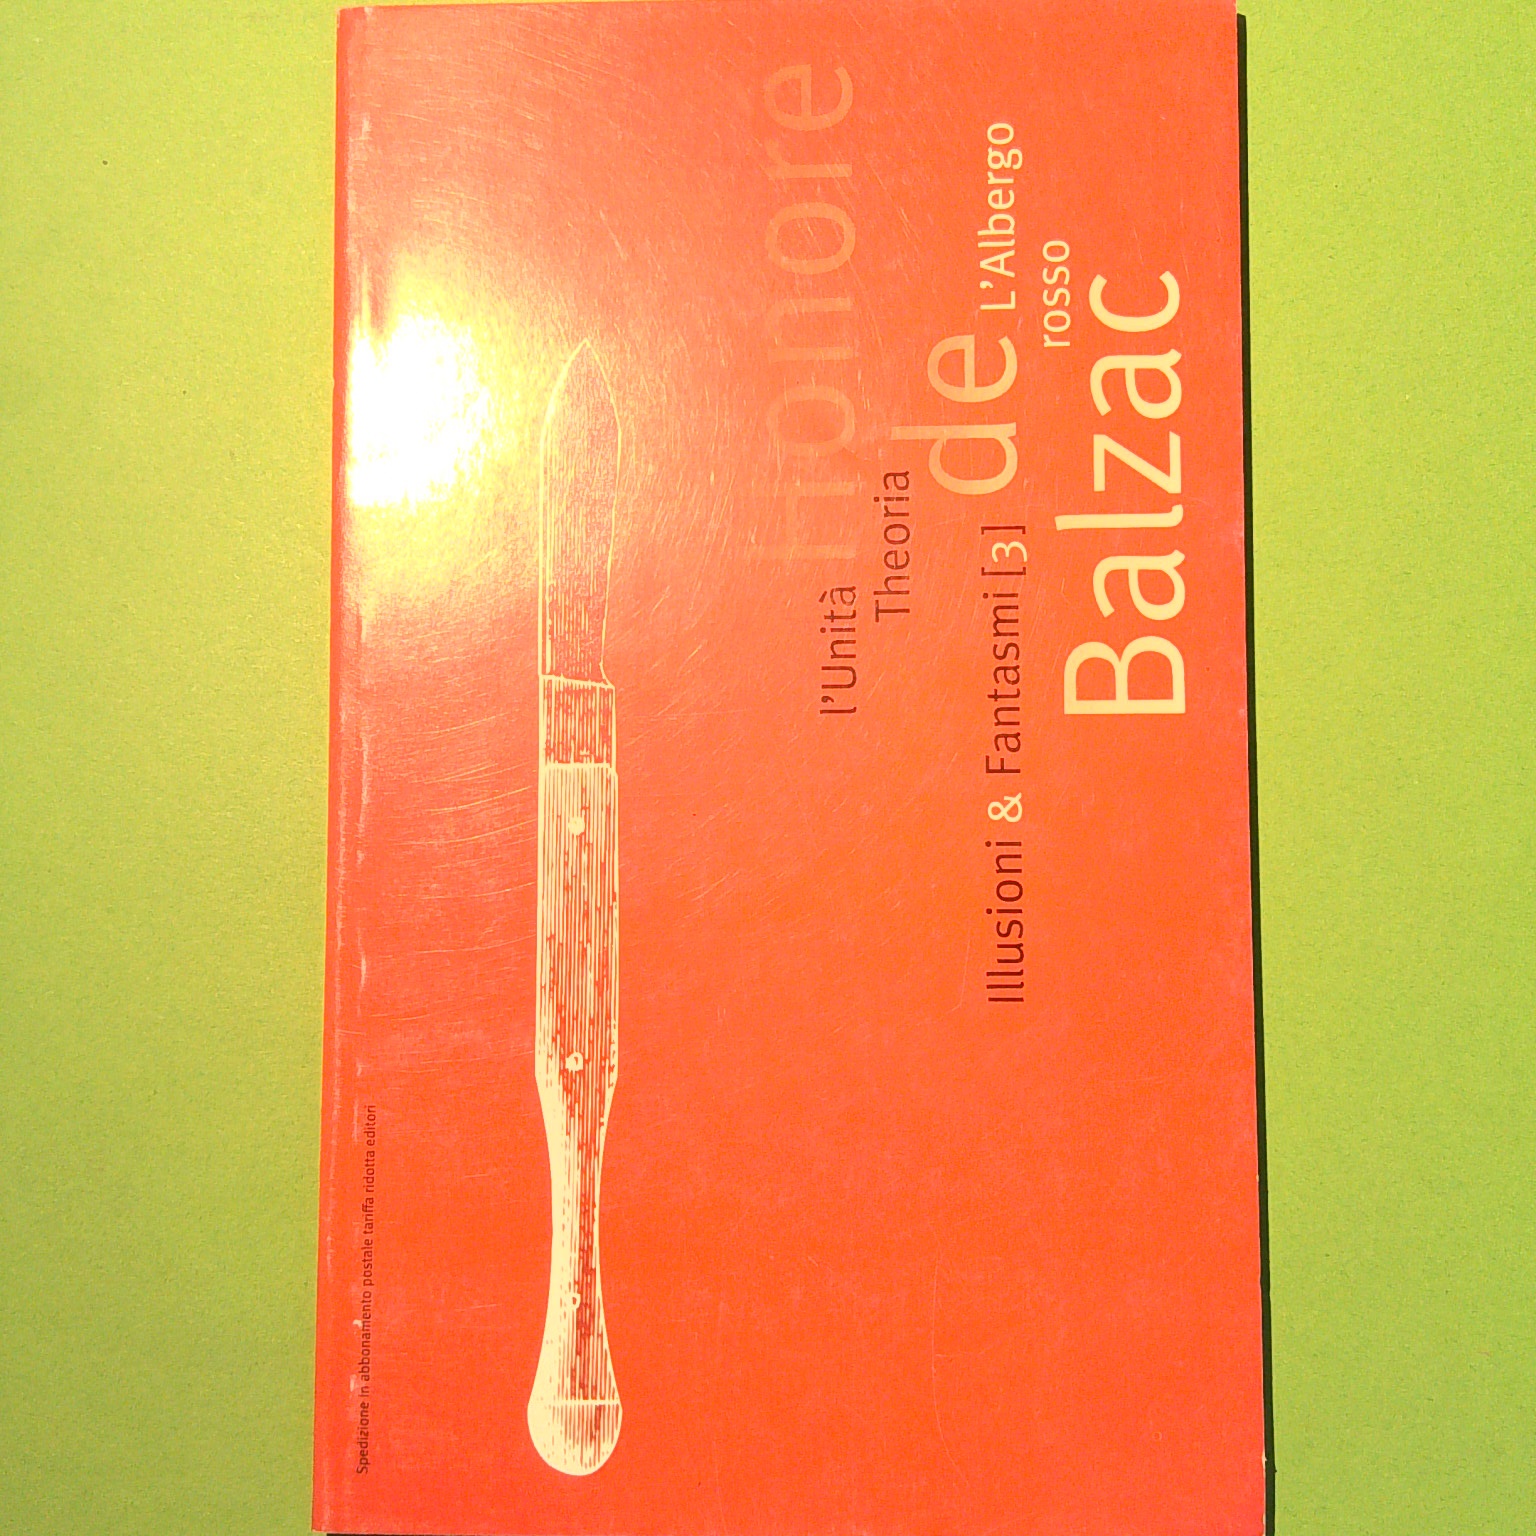 Spedizione in abbonamento postale tariffa ridotta editori
Honoré
l'Unità
Theoria
de
L'Albergo
rosso
Illusioni & Fantasmi [3]
Balzac